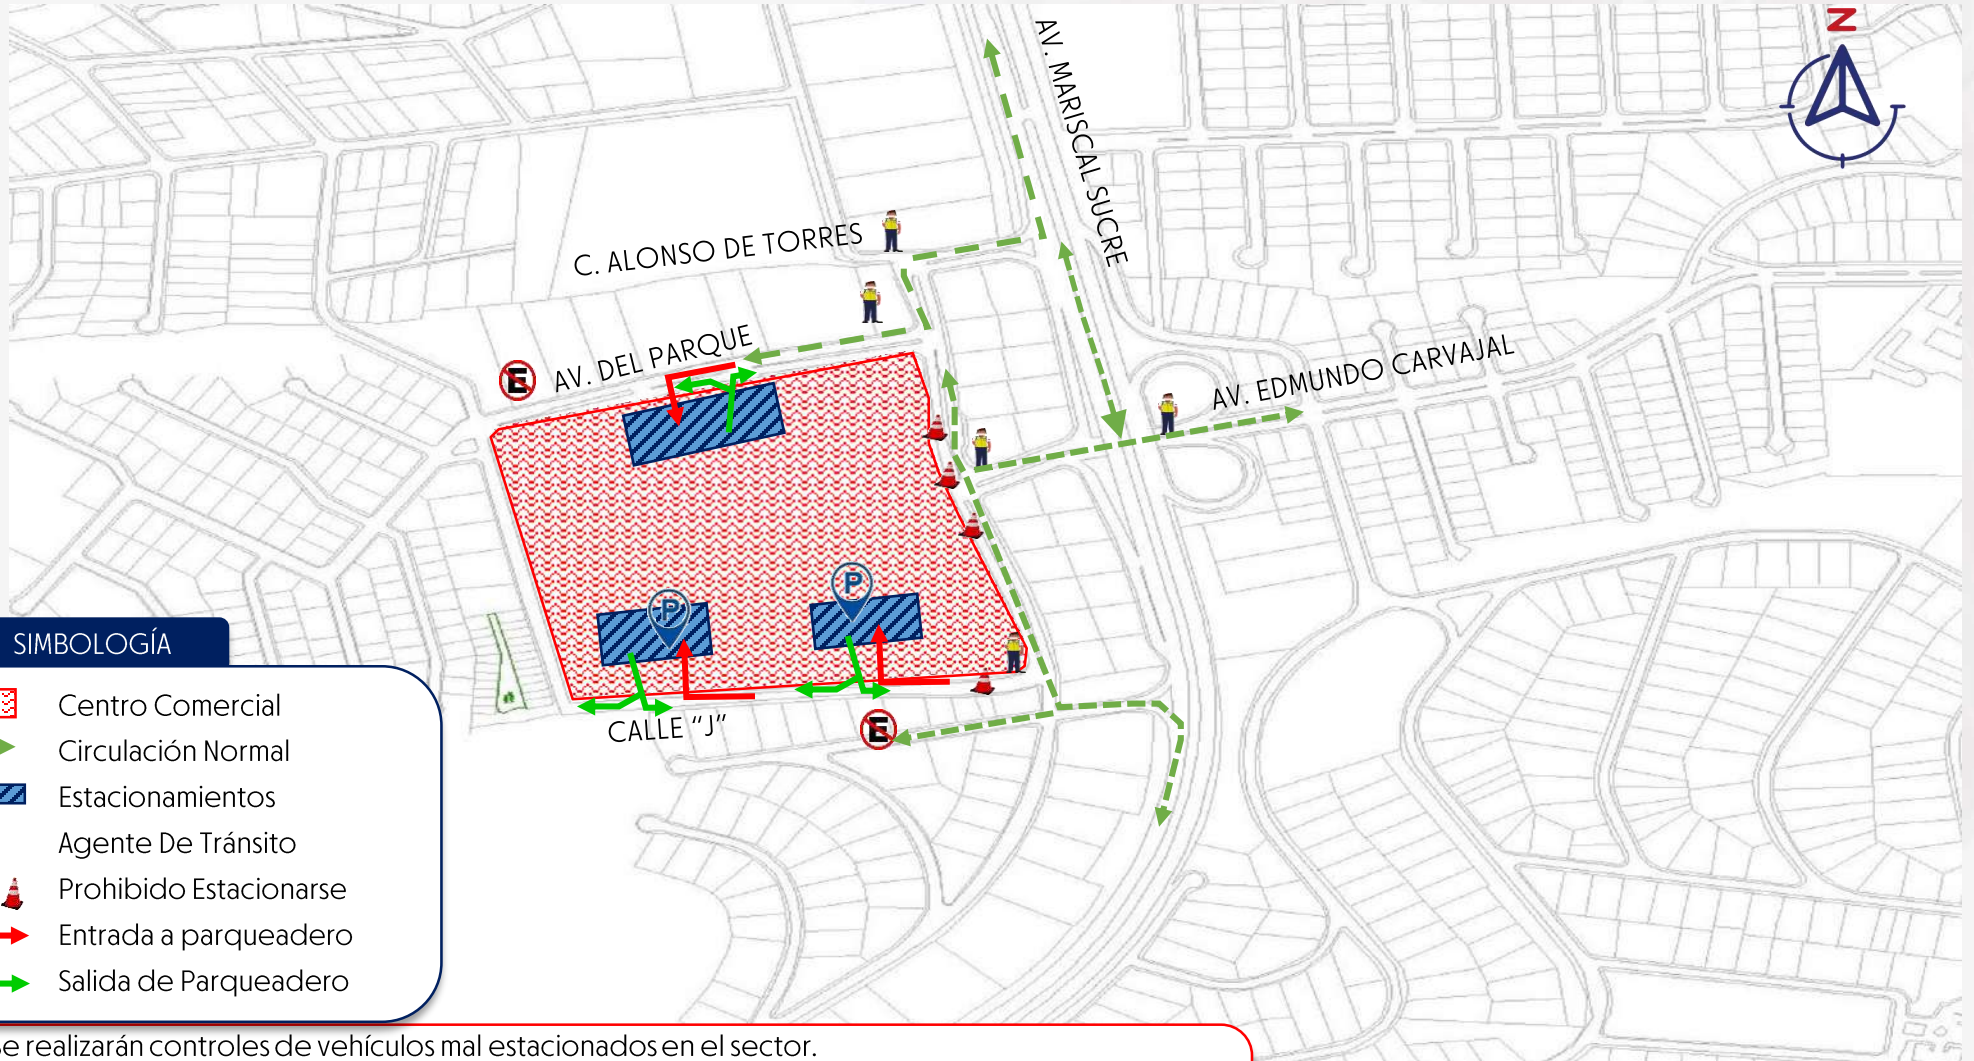 N
AV. MARISCAL SUCRE
C. ALONSO DE TORRES
AV. DEL PARQUE
E
AV. EDMUNDO CARVAJAL
P
P
CALLE “J”
E
SIMBOLOGÍA
Centro Comercial
Circulación Normal
Estacionamientos
Agente De Tránsito
Prohibido Estacionarse
Entrada a parqueadero
Salida de Parqueadero
se realizarán controles de vehículos mal estacionados en el sector.